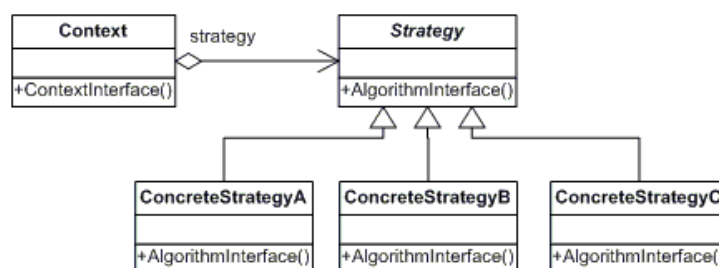 Context
strategy
Strategy
+ContextInterface()
+AlgorithmInterface()
ConcreteStrategyA
ConcreteStrategyB
ConcreteStrategyC
+AlgorithmInterface()
+AlgorithmInterface()
+AlgorithmInterface()